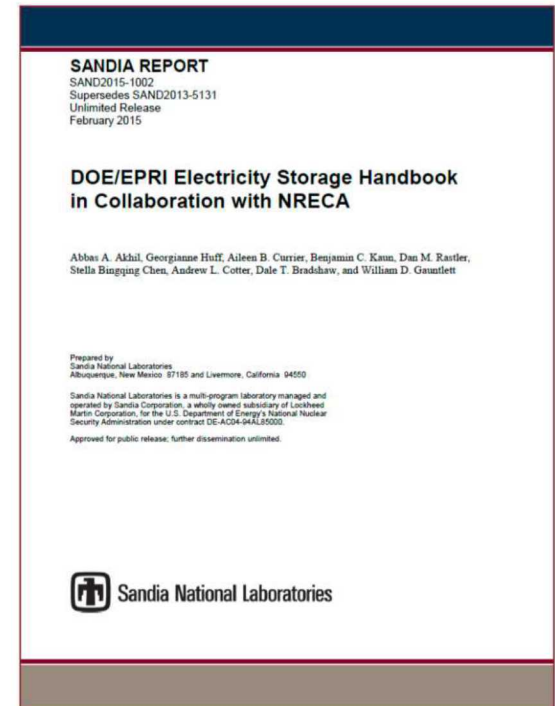 SANDIA REPORT
SAND2015-1002
Supersedes SAND2013-5131
Unlimited Release
February 2015
DOE/EPRI Electricity Storage Handbook
in Collaboration with NRECA
Abbas A. Akhil, Georgianne Huff, Aileen B. Currier, Benjamin C. Kaun, Dan M. Rastler,
Stella Bingqing Chen, Andrew L. Cotter, Dale T. Bradshaw, and William D. Gauntlett
Prepared by
Sandia National Laboratories
Albuquerque, New Mexico 87185 and Livermore, California 94550
Sandia National Laboratories is a multi-program laboratory managed and
operated by Sandia Corporation, a wholly owned subsidiary of Lockheed
Martin Corporation, for the U.S. Department of Energy's National Nuclear
Security Administration under contract DE-AC04-94AL85000.
Approved for public release; further dissemination unlimited.
Sandia National Laboratories